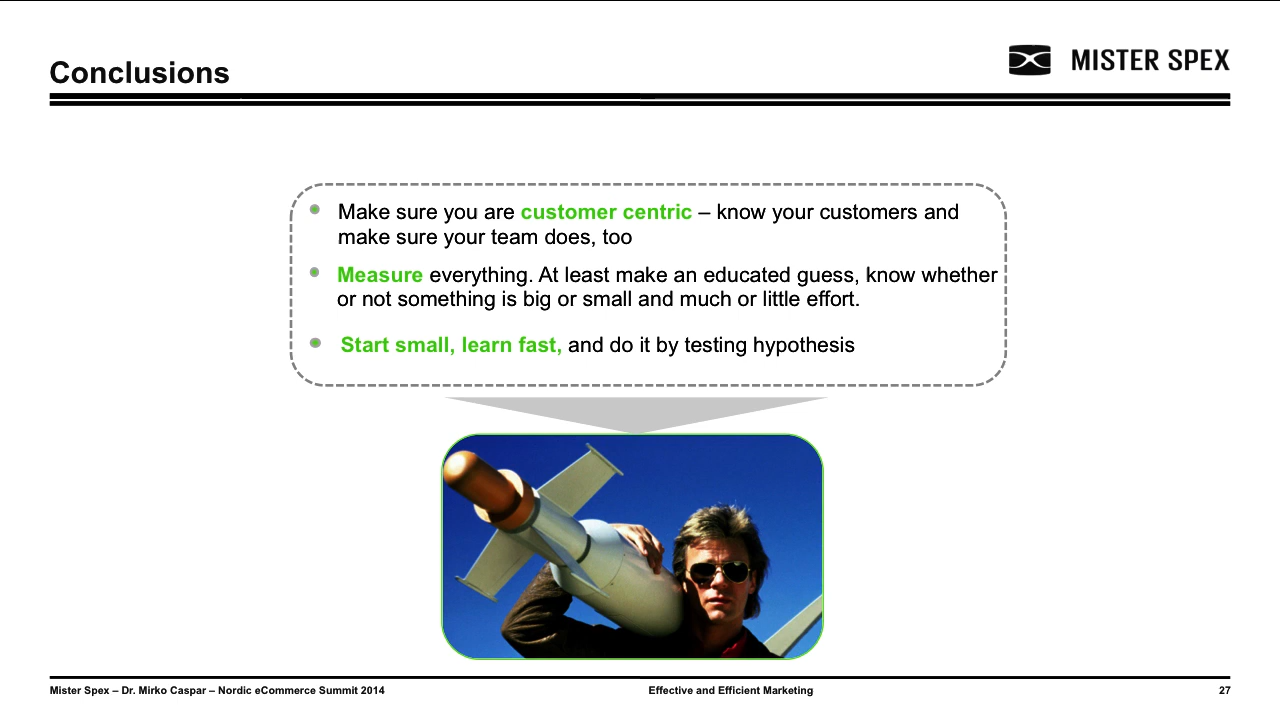 Conclusions
MISTER SPEX
Make sure you are customer centric – know your customers and
make sure your team does, too
Measure everything. At least make an educated guess, know whether
or not something is big or small and much or little effort.
Start small, learn fast, and do it by testing hypothesis
Mister Spex – Dr. Mirko Caspar – Nordic eCommerce Summit 2014
Effective and Efficient Marketing
27